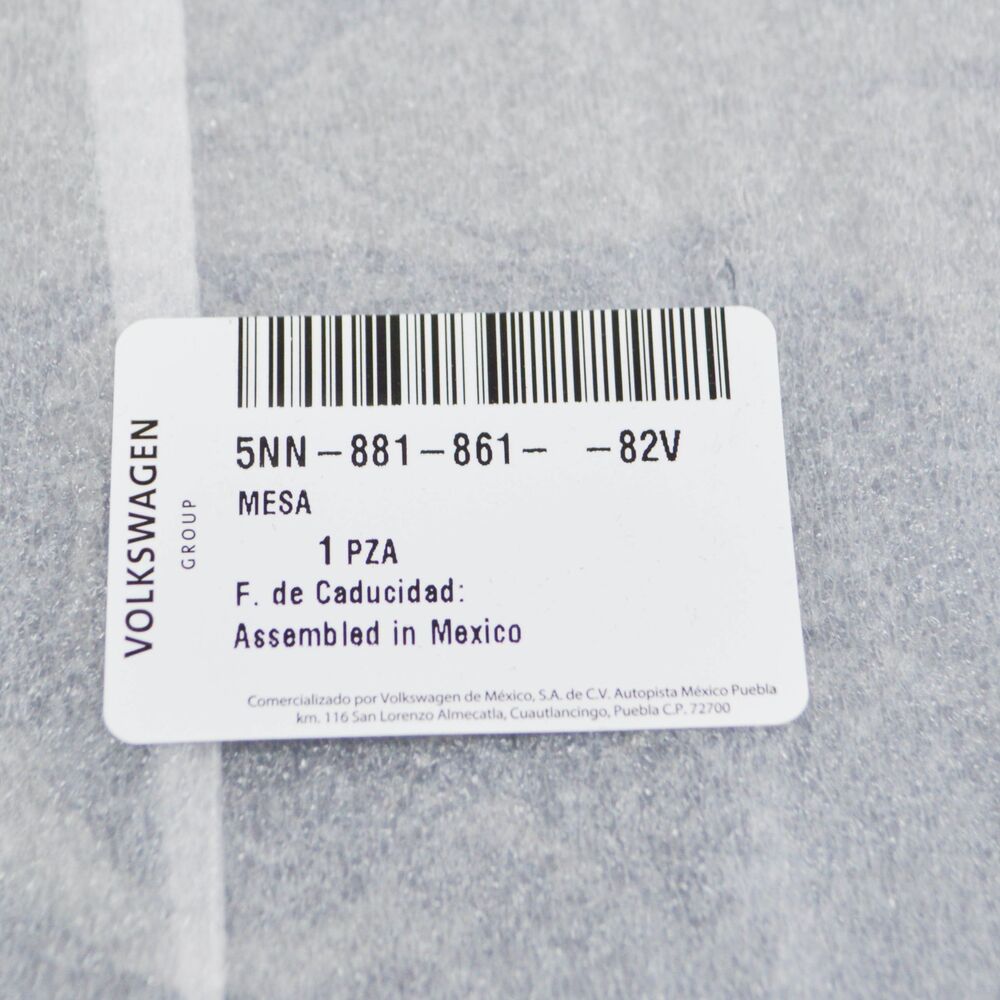 VOLKSWAGEN
GROUP
5NN-881-861- -82V
MESA
1 PZA
F. de Caducidad:
Assembled in Mexico
Comercializado por Volkswagen de México, S.A. de C.V. Autopista México Puebla
km. 116 San Lorenzo Almecatla, Cuautlancingo, Puebla C.P. 72700